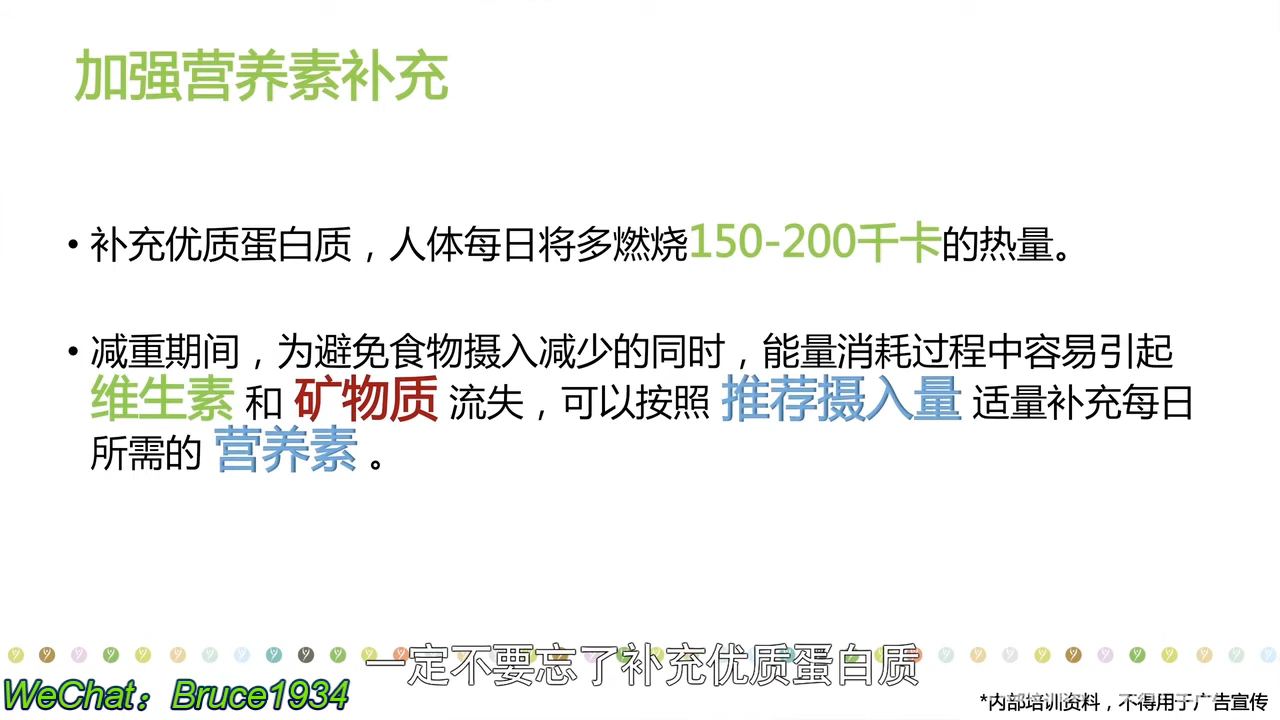 加强营养素补充
• 补充优质蛋白质，人体每日将多燃烧150-200千卡的热量。
• 减重期间，为避免食物摄入减少的同时，能量消耗过程中容易引起
维生素 和 矿物质 流失，可以按照 推荐摄入量 适量补充每日
所需的 营养素 。
一定不要忘了补充优质蛋白质
WeChat：Bruce1934
*内部培训资料，不得用于广告宣传